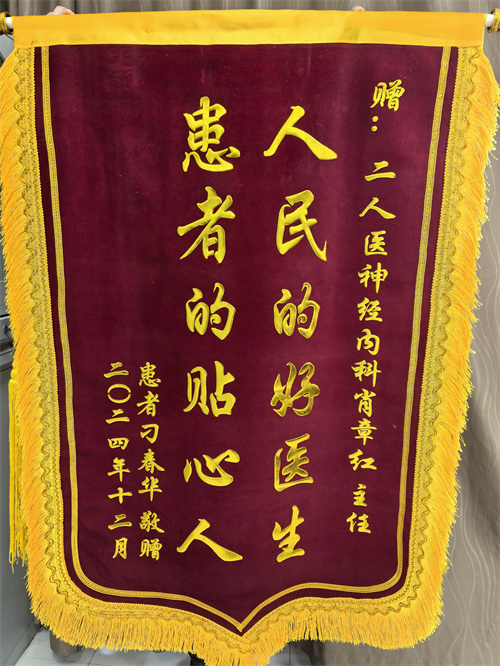 赠：二人医神经内科肖章红主任
人民的好医生
患者的贴心人
患者刁春华敬赠
二〇二四年十二月